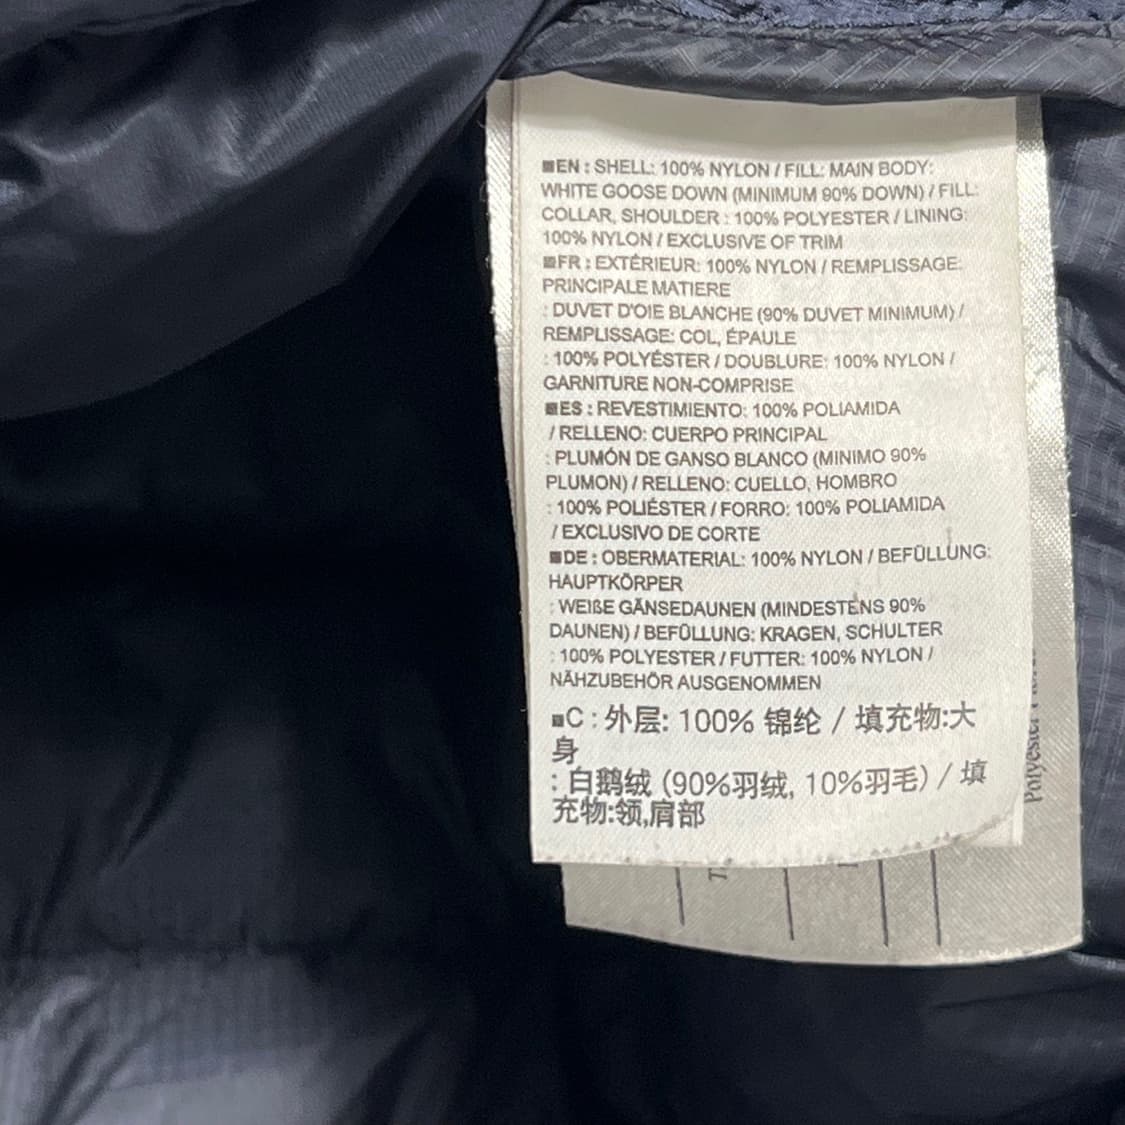 ■EN : SHELL: 100% NYLON / FILL: MAIN BODY:
WHITE GOOSE DOWN (MINIMUM 90% DOWN) / FILL:
COLLAR, SHOULDER : 100% POLYESTER / LINING:
100% NYLON / EXCLUSIVE OF TRIM
■FR : EXTÉRIEUR: 100% NYLON / REMPLISSAGE:
PRINCIPALE MATIERE
: DUVET D'OIE BLANCHE (90% DUVET MINIMUM) /
REMPLISSAGE: COL, ÉPAULE
: 100% POLYÉSTER / DOUBLURE: 100% NYLON /
GARNITURE NON-COMPRISE
■ES : REVESTIMIENTO: 100% POLIAMIDA
/ RELLENO: CUERPO PRINCIPAL
: PLUMÓN DE GANSO BLANCO (MINIMO 90%
PLUMON) / RELLENO: CUELLO, HOMBRO
: 100% POLIÉSTER / FORRO: 100% POLIAMIDA
/ EXCLUSIVO DE CORTE
■DE : OBERMATERIAL: 100% NYLON / BEFÜLLUNG:
HAUPTKÖRPER
: WEIßE GÄNSEDAUNEN (MINDESTENS 90%
DAUNEN) / BEFÜLLUNG: KRAGEN, SCHULTER
: 100% POLYESTER / FUTTER: 100% NYLON /
NÄHZUBEHÖR AUSGENOMMEN
■C : 外层: 100% 锦纶 / 填充物:大
身
: 白鹅绒 (90%羽绒, 10%羽毛) / 填
充物:领,肩部
Polyester